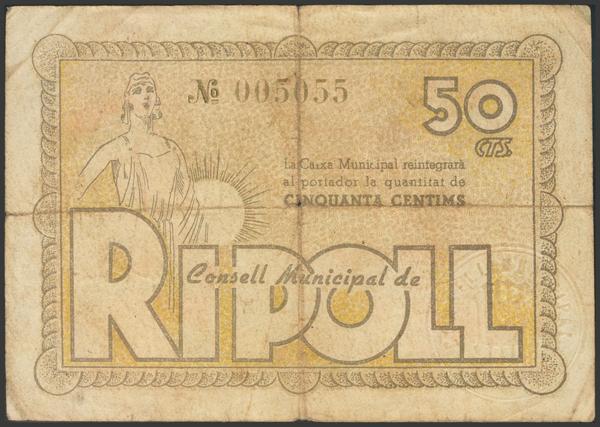 № 005055
50
CTS.
La Caixa Municipal reintegrarà
al portador la quantitat de
CINQUANTA CENTIMS
Consell Municipal de
RIPOLL